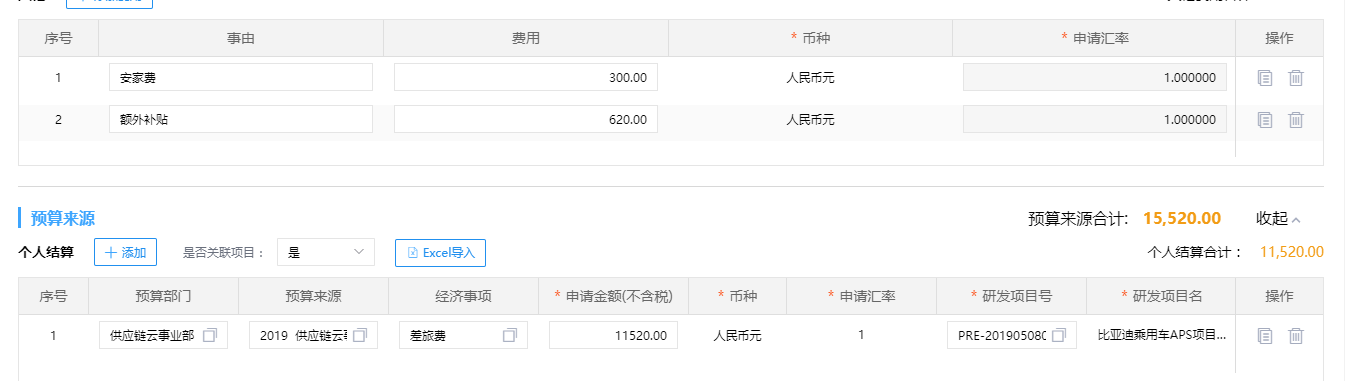 序号 事由 费用 * 币种 * 申请汇率 操作
1 安家费 300.00 人民币元 1.000000
2 额外补贴 620.00 人民币元 1.000000
预算来源 预算来源合计: 15,520.00 收起
个人结算 添加 是否关联项目： 是 Excel导入 个人结算合计： 11,520.00
序号 预算部门 预算来源 经济事项 * 申请金额(不含税) * 币种 * 申请汇率 * 研发项目号 * 研发项目名 操作
1 供应链云事业部 2019 供应链云 差旅费 11520.00 人民币元 1 PRE-20190508 比亚迪乘用车APS项目...